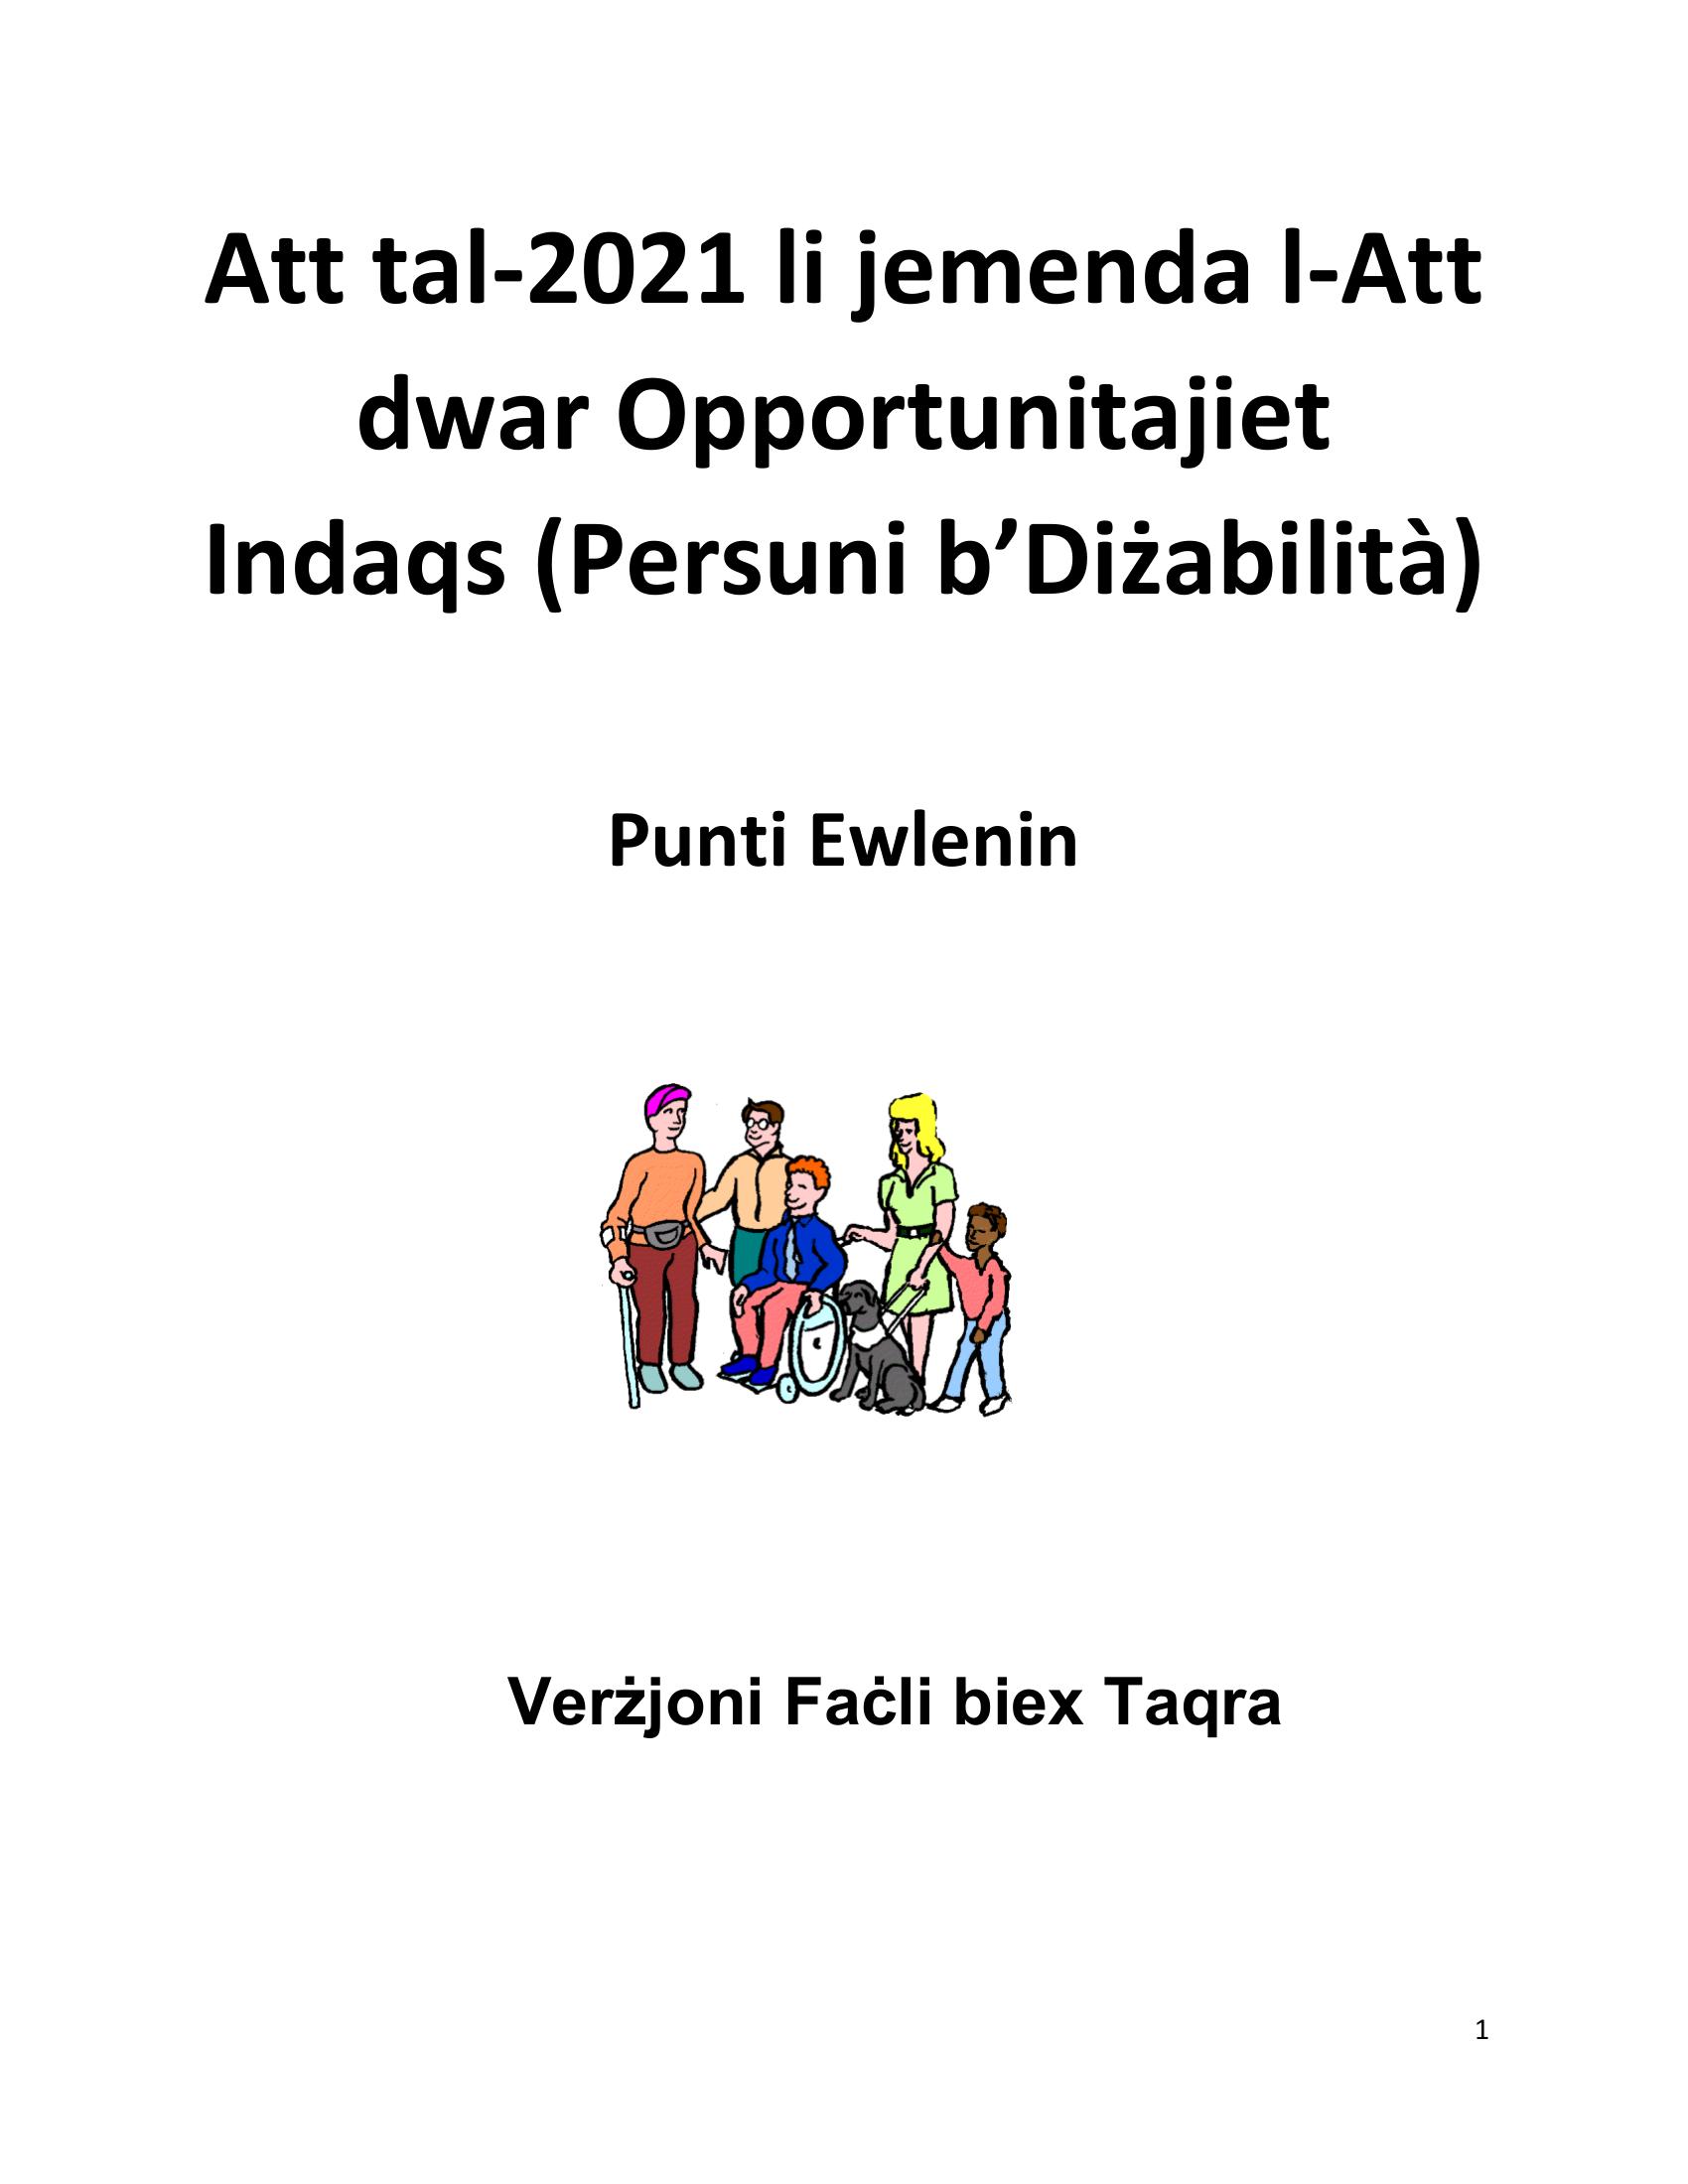 Att tal-2021 li jemenda l-Att
dwar Opportunitajiet
Indaqs (Persuni b’Diżabilità)
Punti Ewlenin
Verżjoni Faċli biex Taqra
1